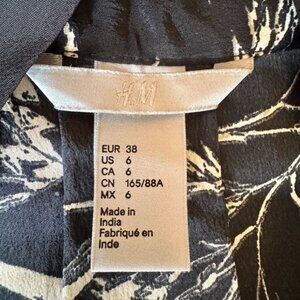 H&M
EUR 38
US 6
CA 6
CN 165/88A
MX 6
Made in
India
Fabriqué en
Inde